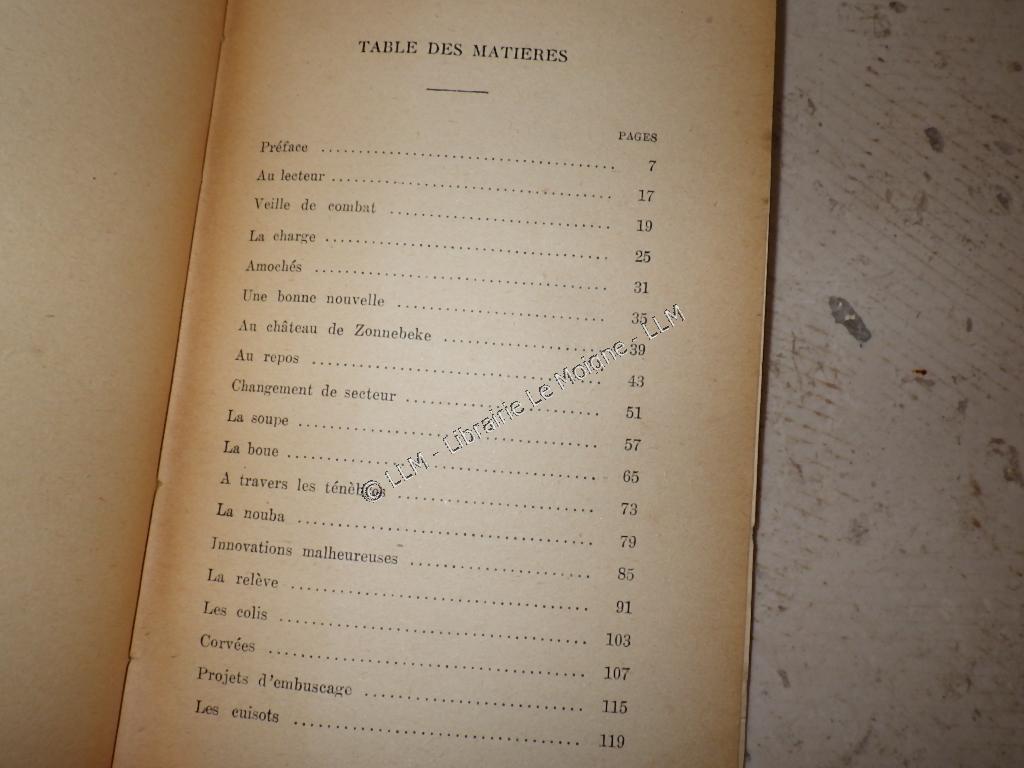 TABLE DES MATIERES
PAGES
Préface 7
Au lecteur 17
Veille de combat 19
La charge 25
Amochés 31
Une bonne nouvelle 35
Au château de Zonnebeke 39
Au repos 43
Changement de secteur 51
La soupe 57
La boue 65
A travers les ténèbres 73
La nouba 79
Innovations malheureuses 85
La relève 91
Les colis 103
Corvées 107
Projets d'embuscage 115
Les cuisots 119
© LLM - Librairie Le Moigne - LLM